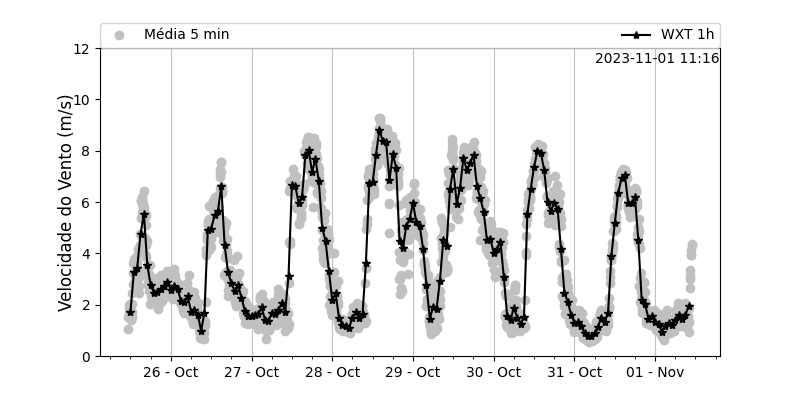 Média 5 min
WXT 1h
2023-11-01 11:16
Velocidade do Vento (m/s)
12
10
8
6
4
2
0
26 - Oct
27 - Oct
28 - Oct
29 - Oct
30 - Oct
31 - Oct
01 - Nov